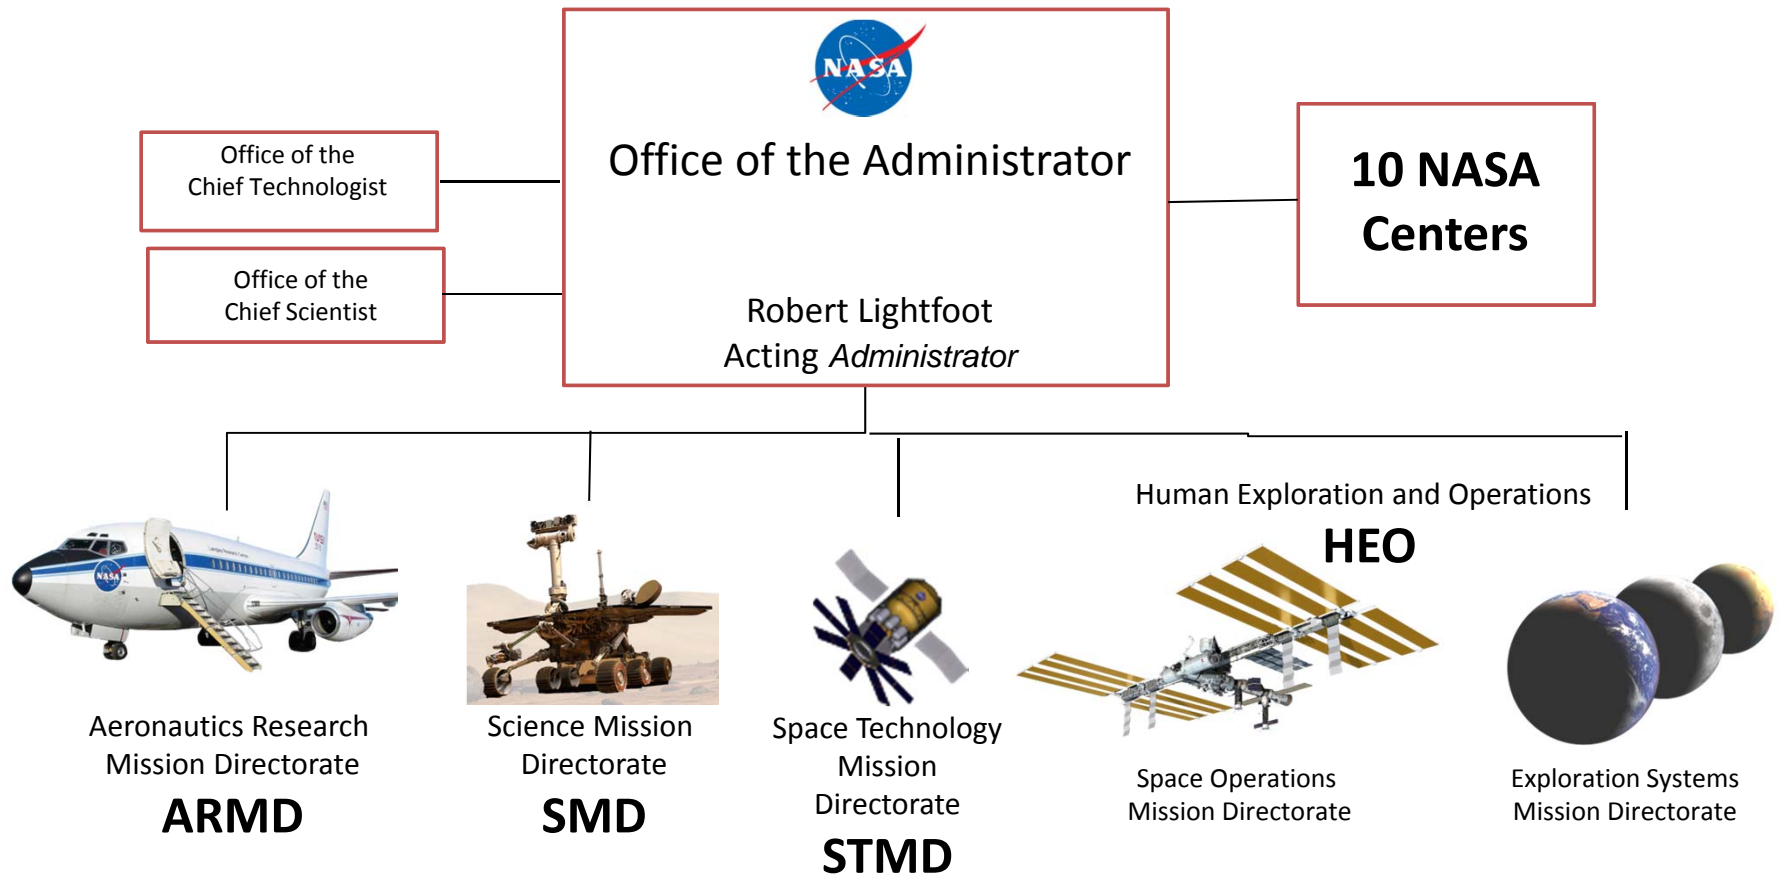 NASA
Office of the Administrator
Robert Lightfoot
Acting Administrator
Office of the
Chief Technologist
Office of the
Chief Scientist
10 NASA
Centers
Human Exploration and Operations
HEO
NASA
Aeronautics Research
Mission Directorate
ARMD
Science Mission
Directorate
SMD
Space Technology
Mission
Directorate
STMD
Space Operations
Mission Directorate
Exploration Systems
Mission Directorate